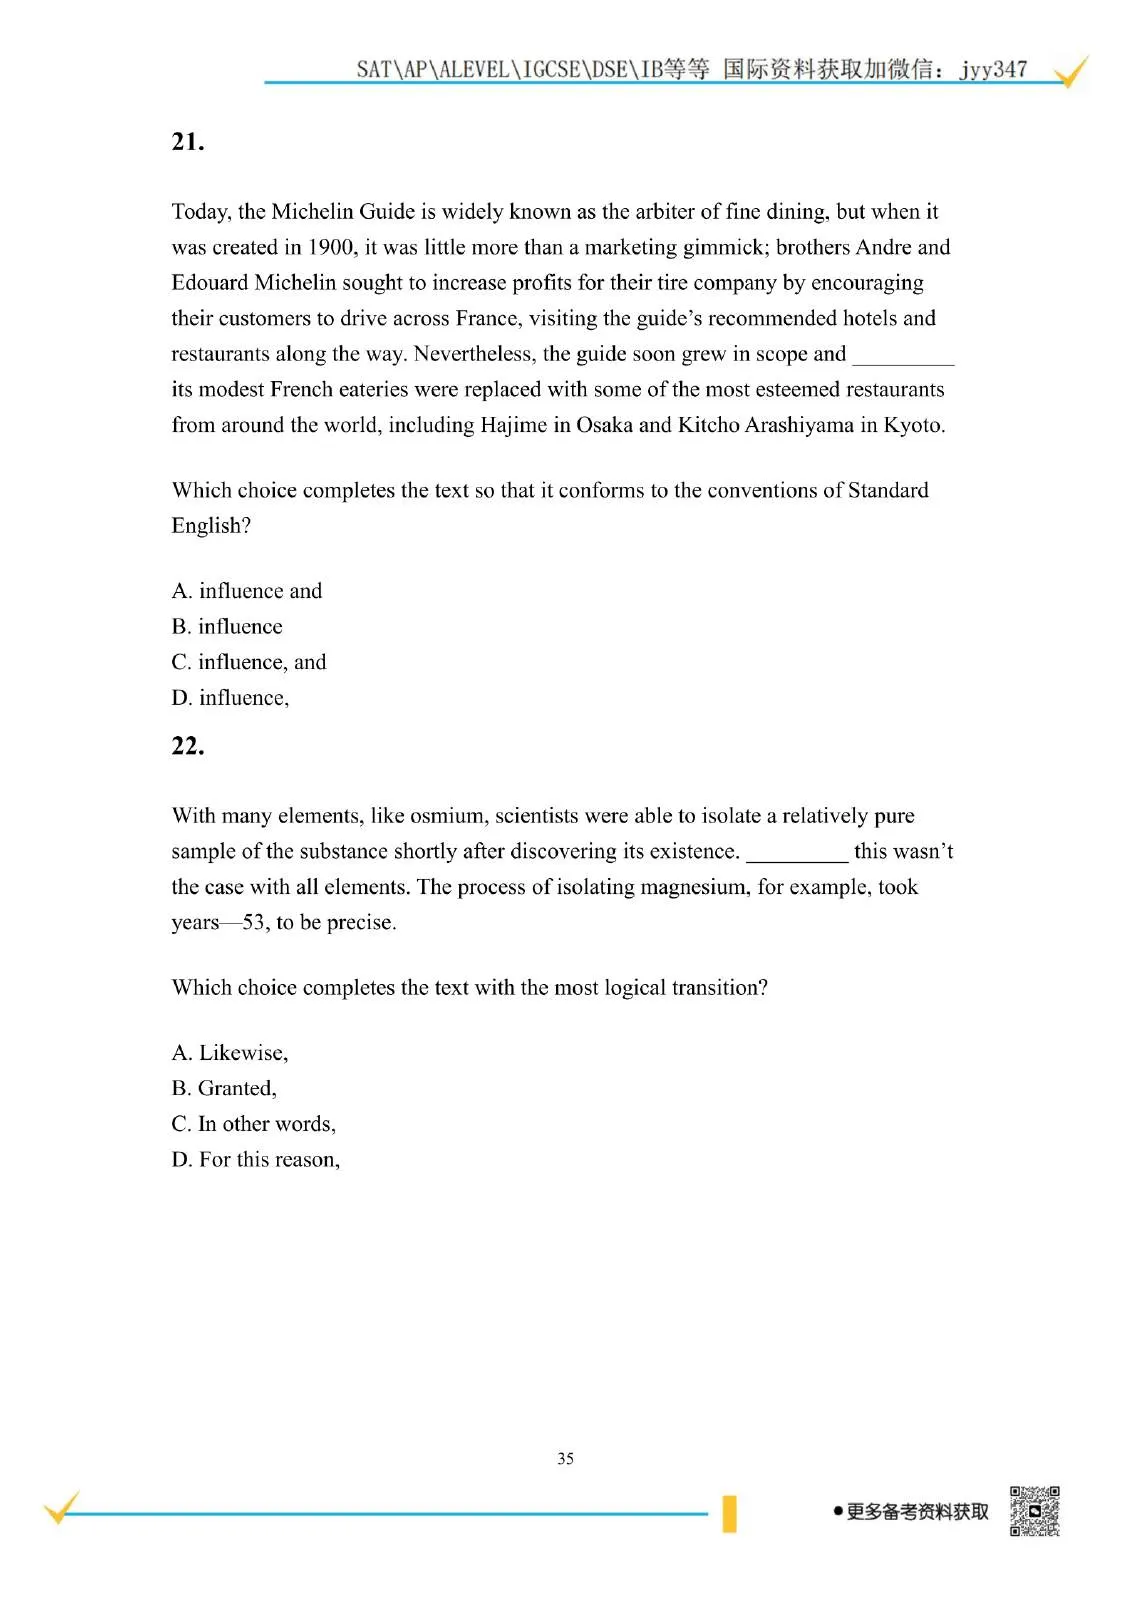 SAT\AP\ALEVEL\IGCSE\DSE\IB等等 国际资料获取加微信：jyy347
21.
Today, the Michelin Guide is widely known as the arbiter of fine dining, but when it
was created in 1900, it was little more than a marketing gimmick; brothers Andre and
Edouard Michelin sought to increase profits for their tire company by encouraging
their customers to drive across France, visiting the guide’s recommended hotels and
restaurants along the way. Nevertheless, the guide soon grew in scope and _________
its modest French eateries were replaced with some of the most esteemed restaurants
from around the world, including Hajime in Osaka and Kitcho Arashiyama in Kyoto.
Which choice completes the text so that it conforms to the conventions of Standard
English?
A. influence and
B. influence
C. influence, and
D. influence,
22.
With many elements, like osmium, scientists were able to isolate a relatively pure
sample of the substance shortly after discovering its existence. _________ this wasn’t
the case with all elements. The process of isolating magnesium, for example, took
years—53, to be precise.
Which choice completes the text with the most logical transition?
A. Likewise,
B. Granted,
C. In other words,
D. For this reason,
35
●更多备考资料获取